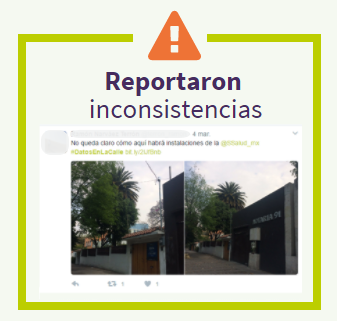 Reportaron
inconsistencias
4 mar.
No queda claro cómo aquí habrá instalaciones de la
#DatosEnLaCalle
1
1